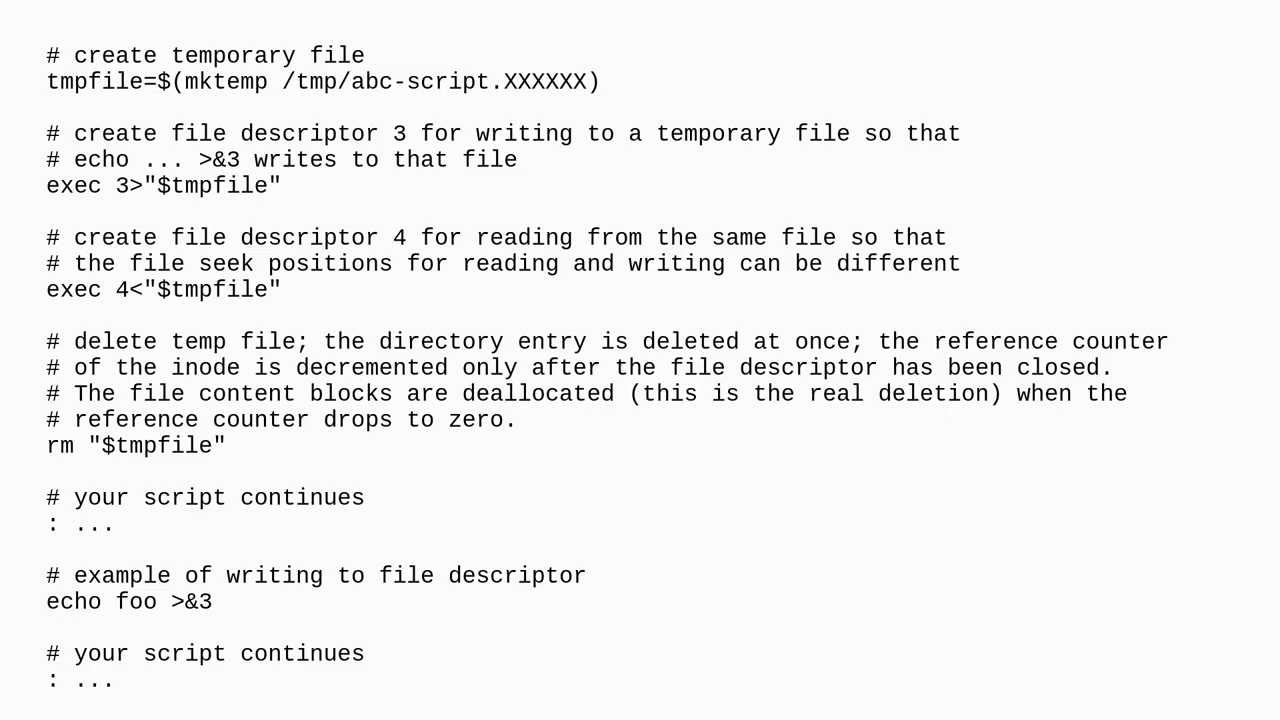 # create temporary file
tmpfile=$(mktemp /tmp/abc-script.XXXXXX)
# create file descriptor 3 for writing to a temporary file so that
# echo ... >&3 writes to that file
exec 3>"$tmpfile"
# create file descriptor 4 for reading from the same file so that
# the file seek positions for reading and writing can be different
exec 4<"$tmpfile"
# delete temp file; the directory entry is deleted at once; the reference counter
# of the inode is decremented only after the file descriptor has been closed.
# The file content blocks are deallocated (this is the real deletion) when the
# reference counter drops to zero.
rm "$tmpfile"
# your script continues
: ...
# example of writing to file descriptor
echo foo >&3
# your script continues
: ...